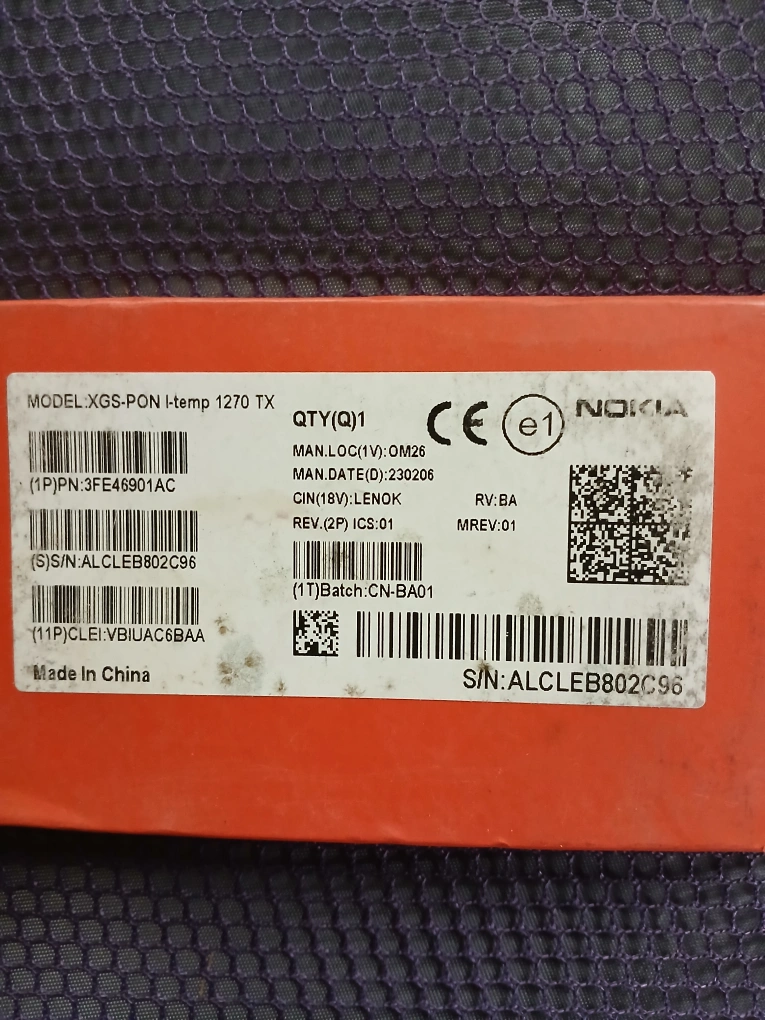 MODEL:XGS-PON I-temp 1270 TX
(1P)PN:3FE46901AC
(S)S/N:ALCLEB802C96
(11P)CLEI:VBIUAC6BAA
Made In China
QTY(Q)1
CE
e1
NOKIA
MAN.LOC(1V):OM26
MAN.DATE(D):230206
CIN(18V):LENOK RV:BA
REV.(2P) ICS:01 MREV:01
(1T)Batch:CN-BA01
S/N:ALCLEB802C96